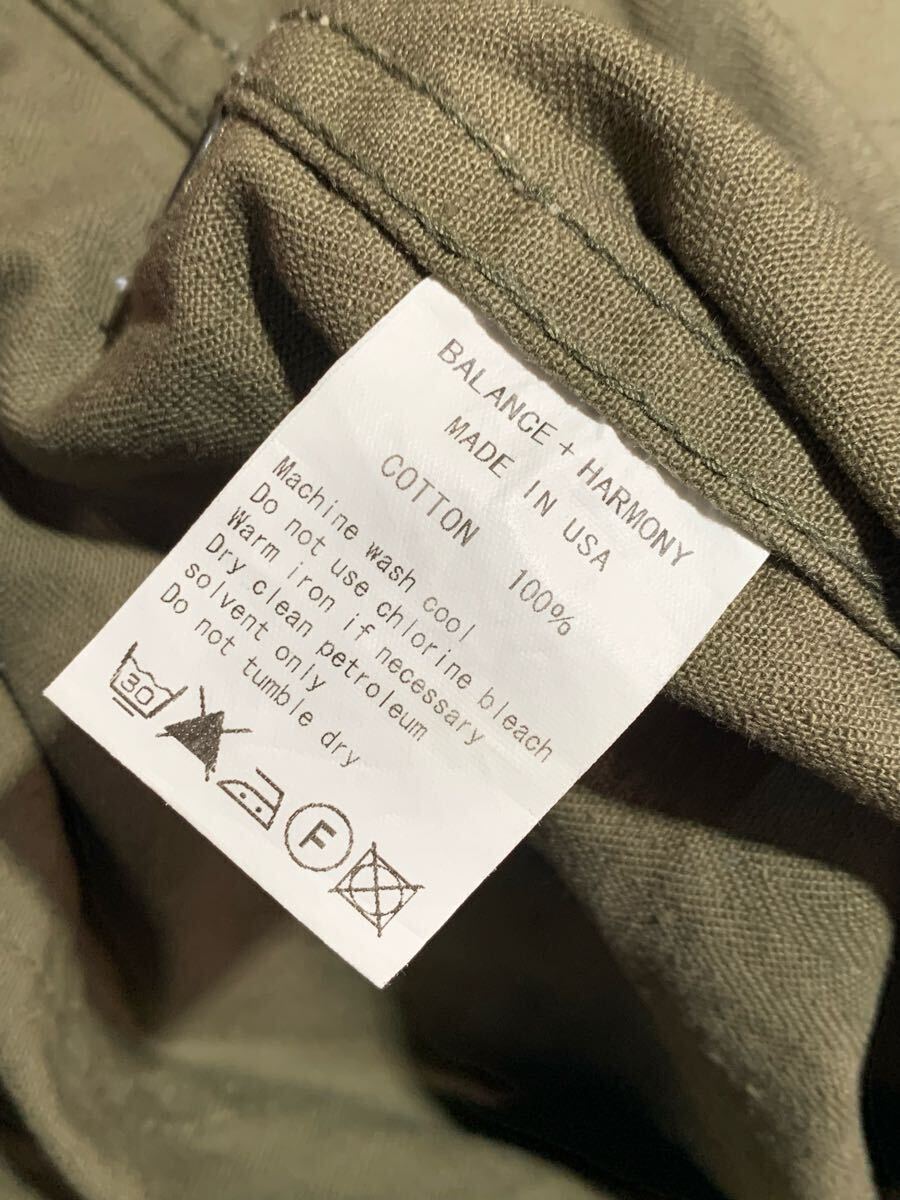 BALANCE + HARMONY
MADE IN USA
COTTON 100%
Machine wash cool
Do not use chlorine bleach
Warm iron if necessary
Dry clean petroleum
solvent only
Do not tumble dry
30
F